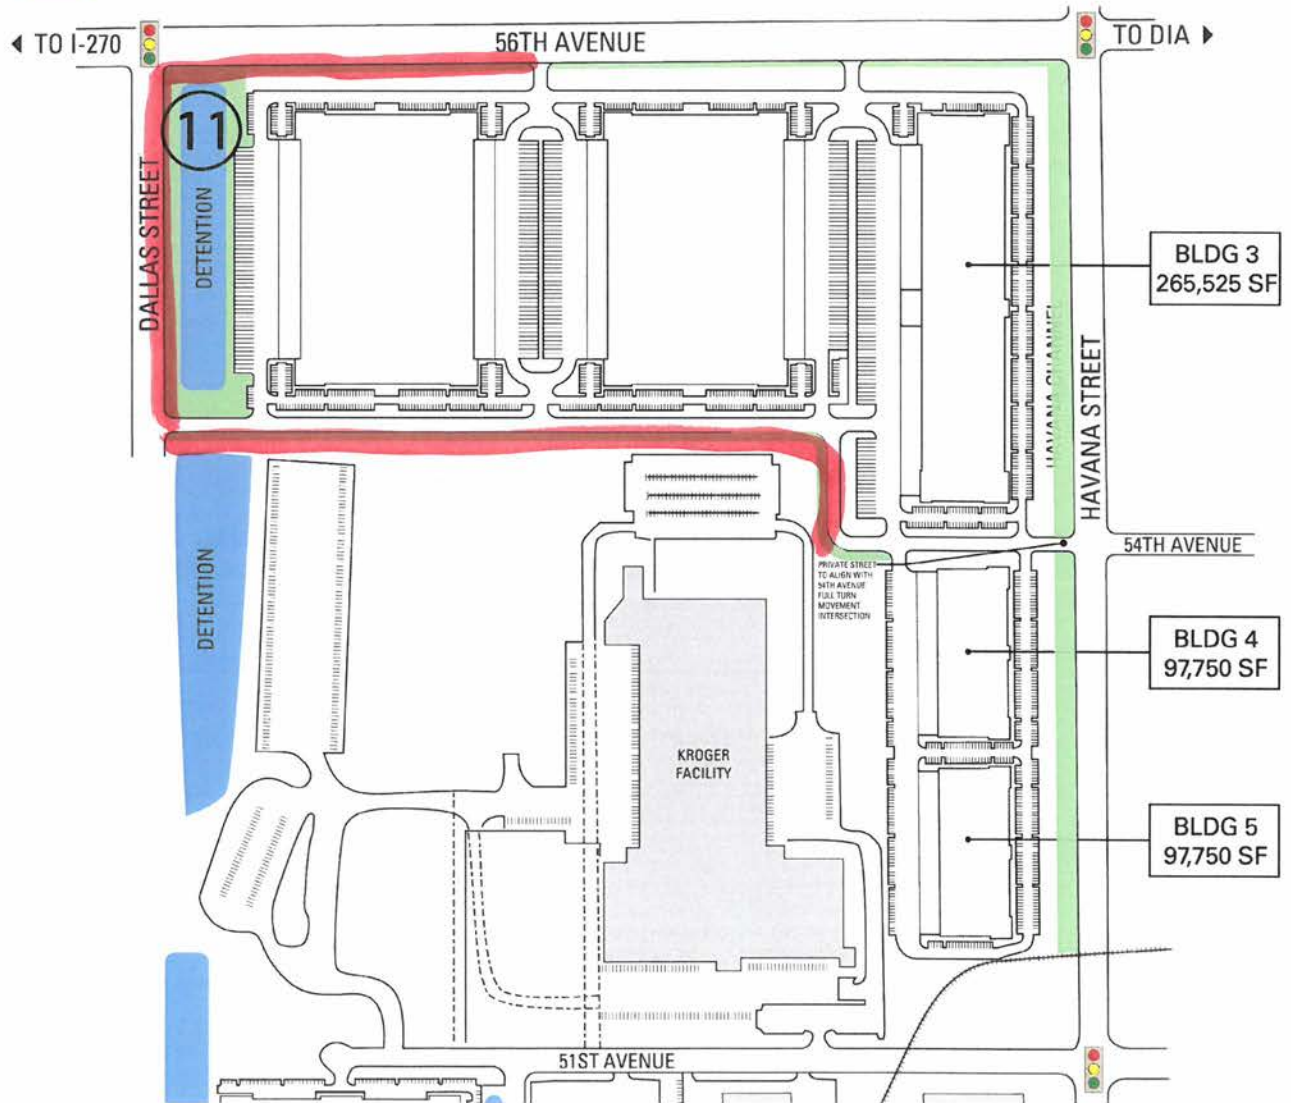 ◀ TO I-270
56TH AVENUE
TO DIA ▶
11
DALLAS STREET
DETENTION
BLDG 3
265,525 SF
HAVANA CHANNEL
HAVANA STREET
54TH AVENUE
PRIVATE STREET
TO ALIGN WITH
54TH AVENUE
FULL TURN
MOVEMENT
INTERSECTION
DETENTION
BLDG 4
97,750 SF
KROGER
FACILITY
BLDG 5
97,750 SF
51ST AVENUE